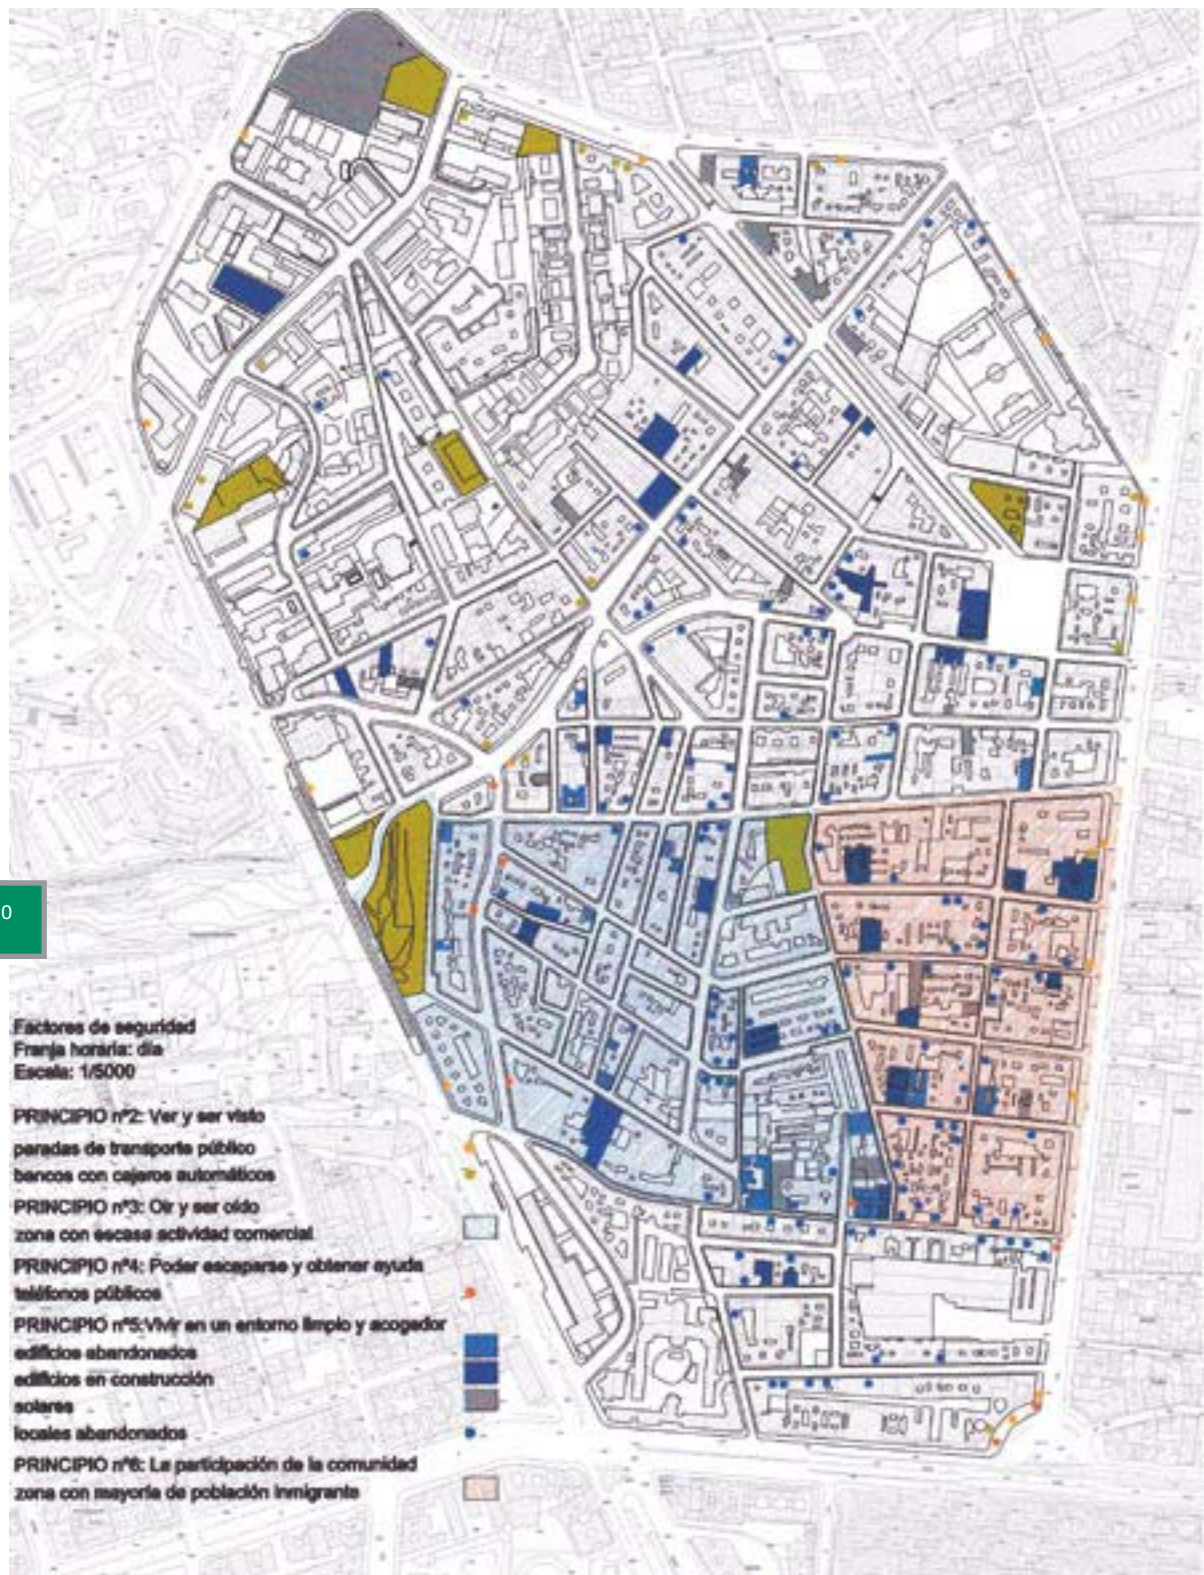 0
Factores de seguridad
Franja horaria: día
Escala: 1/5000
PRINCIPIO nº2: Ver y ser visto
paradas de transporte público
bancos con cajeros automáticos
PRINCIPIO nº3: Oir y ser oído
zona con escasa actividad comercial
PRINCIPIO nº4: Poder escaparse y obtener ayuda
teléfonos públicos
PRINCIPIO nº5:Vivir en un entorno limpio y acogedor
edificios abandonados
edificios en construcción
solares
locales abandonados
PRINCIPIO nº6: La participación de la comunidad
zona con mayoría de población inmigrante